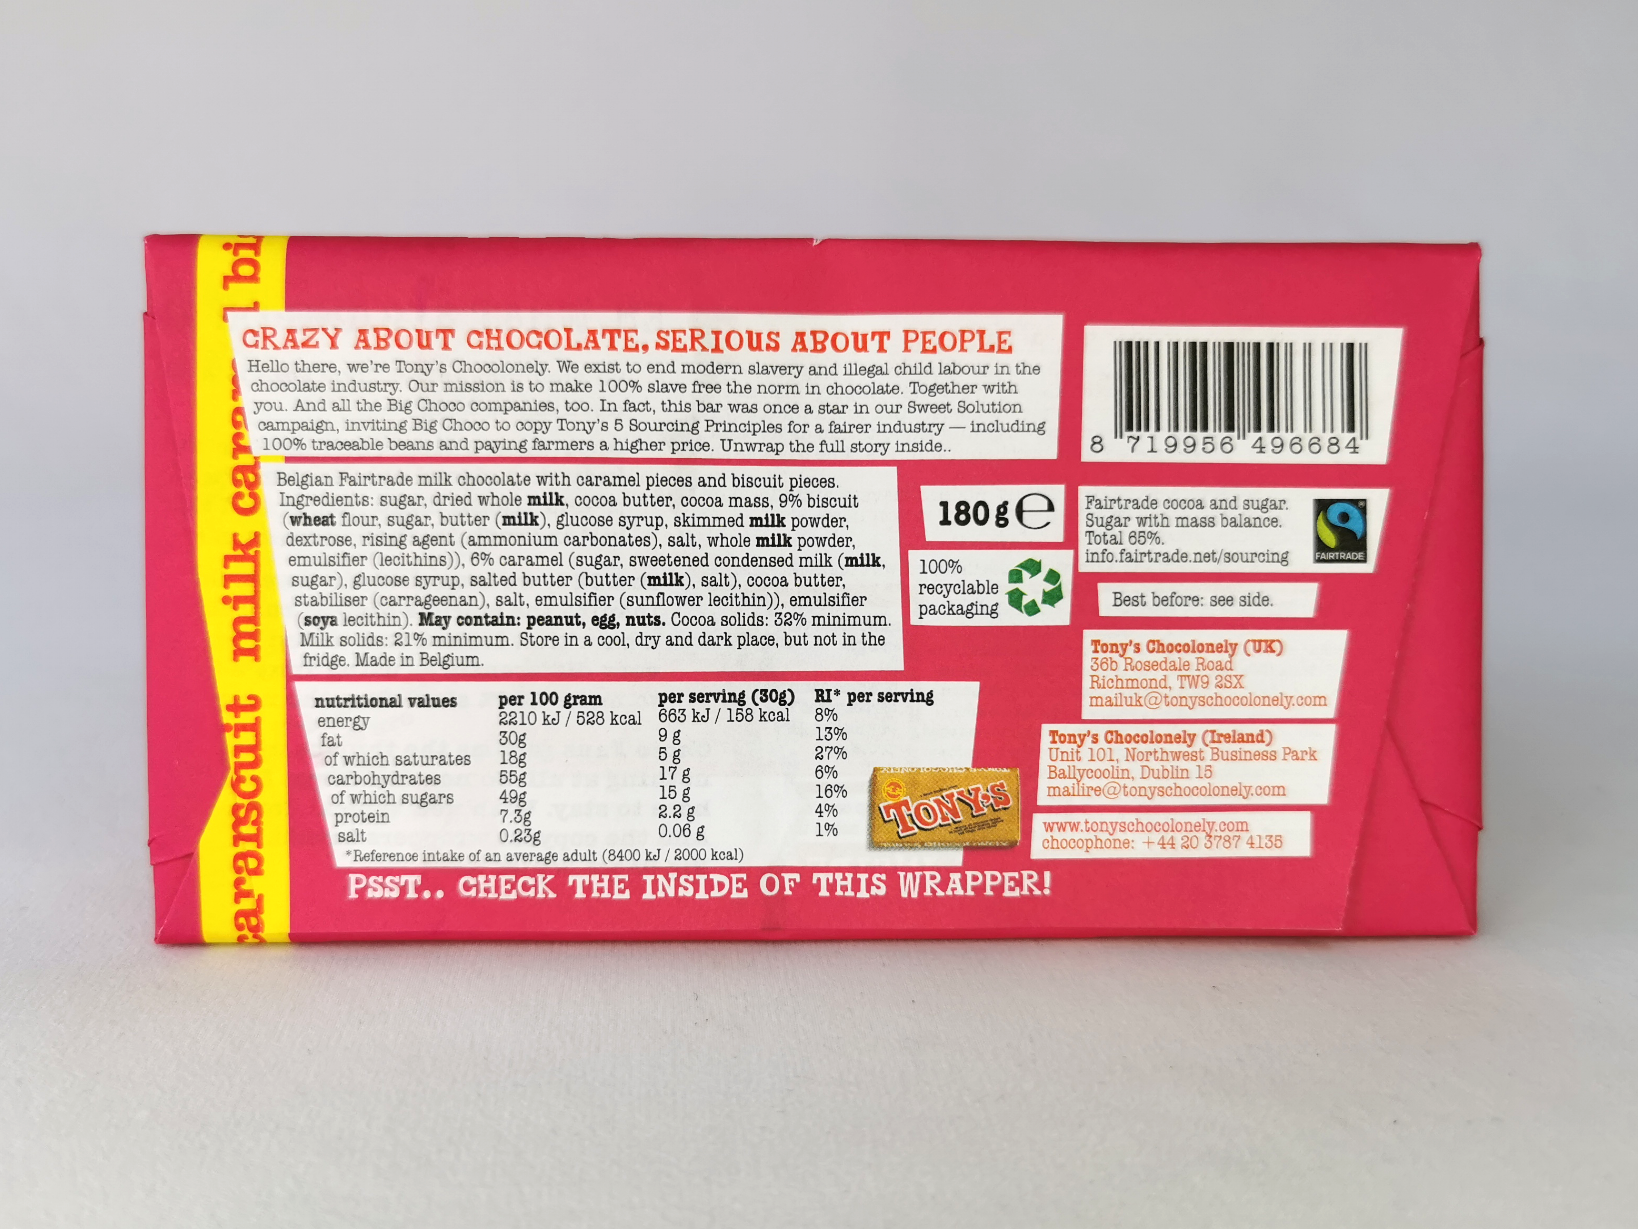 milk caramel bi
caramscuit
CRAZY ABOUT CHOCOLATE, SERIOUS ABOUT PEOPLE
Hello there, we're Tony's Chocolonely. We exist to end modern slavery and illegal child labour in the
chocolate industry. Our mission is to make 100% slave free the norm in chocolate. Together with
you. And all the Big Choco companies, too. In fact, this bar was once a star in our Sweet Solution
campaign, inviting Big Choco to copy Tony's 5 Sourcing Principles for a fairer industry — including
100% traceable beans and paying farmers a higher price. Unwrap the full story inside..
8 719956 496684
Belgian Fairtrade milk chocolate with caramel pieces and biscuit pieces.
Ingredients: sugar, dried whole milk, cocoa butter, cocoa mass, 9% biscuit
(wheat flour, sugar, butter (milk), glucose syrup, skimmed milk powder,
dextrose, rising agent (ammonium carbonates), salt, whole milk powder,
emulsifier (lecithins)), 6% caramel (sugar, sweetened condensed milk (milk,
sugar), glucose syrup, salted butter (butter (milk), salt), cocoa butter,
stabiliser (carrageenan), salt, emulsifier (sunflower lecithin)), emulsifier
(soya lecithin). May contain: peanut, egg, nuts. Cocoa solids: 32% minimum.
Milk solids: 21% minimum. Store in a cool, dry and dark place, but not in the
fridge. Made in Belgium.
180g e
100%
recyclable
packaging
Fairtrade cocoa and sugar.
Sugar with mass balance.
Total 65%.
info.fairtrade.net/sourcing
FAIRTRADE
Best before: see side.
Tony's Chocolonely (UK)
36b Rosedale Road
Richmond, TW9 2SX
mailuk@tonyschocolonely.com
Tony's Chocolonely (Ireland)
Unit 101, Northwest Business Park
Ballycoolin, Dublin 15
mailire@tonyschocolonely.com
www.tonyschocolonely.com
chocophone: +44 20 3787 4135
nutritional values per 100 gram per serving (30g) RI* per serving
energy 2210 kJ / 528 kcal 663 kJ / 158 kcal 8%
fat 30g 9 g 13%
of which saturates 18g 5 g 27%
carbohydrates 55g 17 g 6%
of which sugars 49g 15 g 16%
protein 7.3g 2.2 g 4%
salt 0.23g 0.06 g 1%
*Reference intake of an average adult (8400 kJ / 2000 kcal)
TONY'S
PSST.. CHECK THE INSIDE OF THIS WRAPPER!